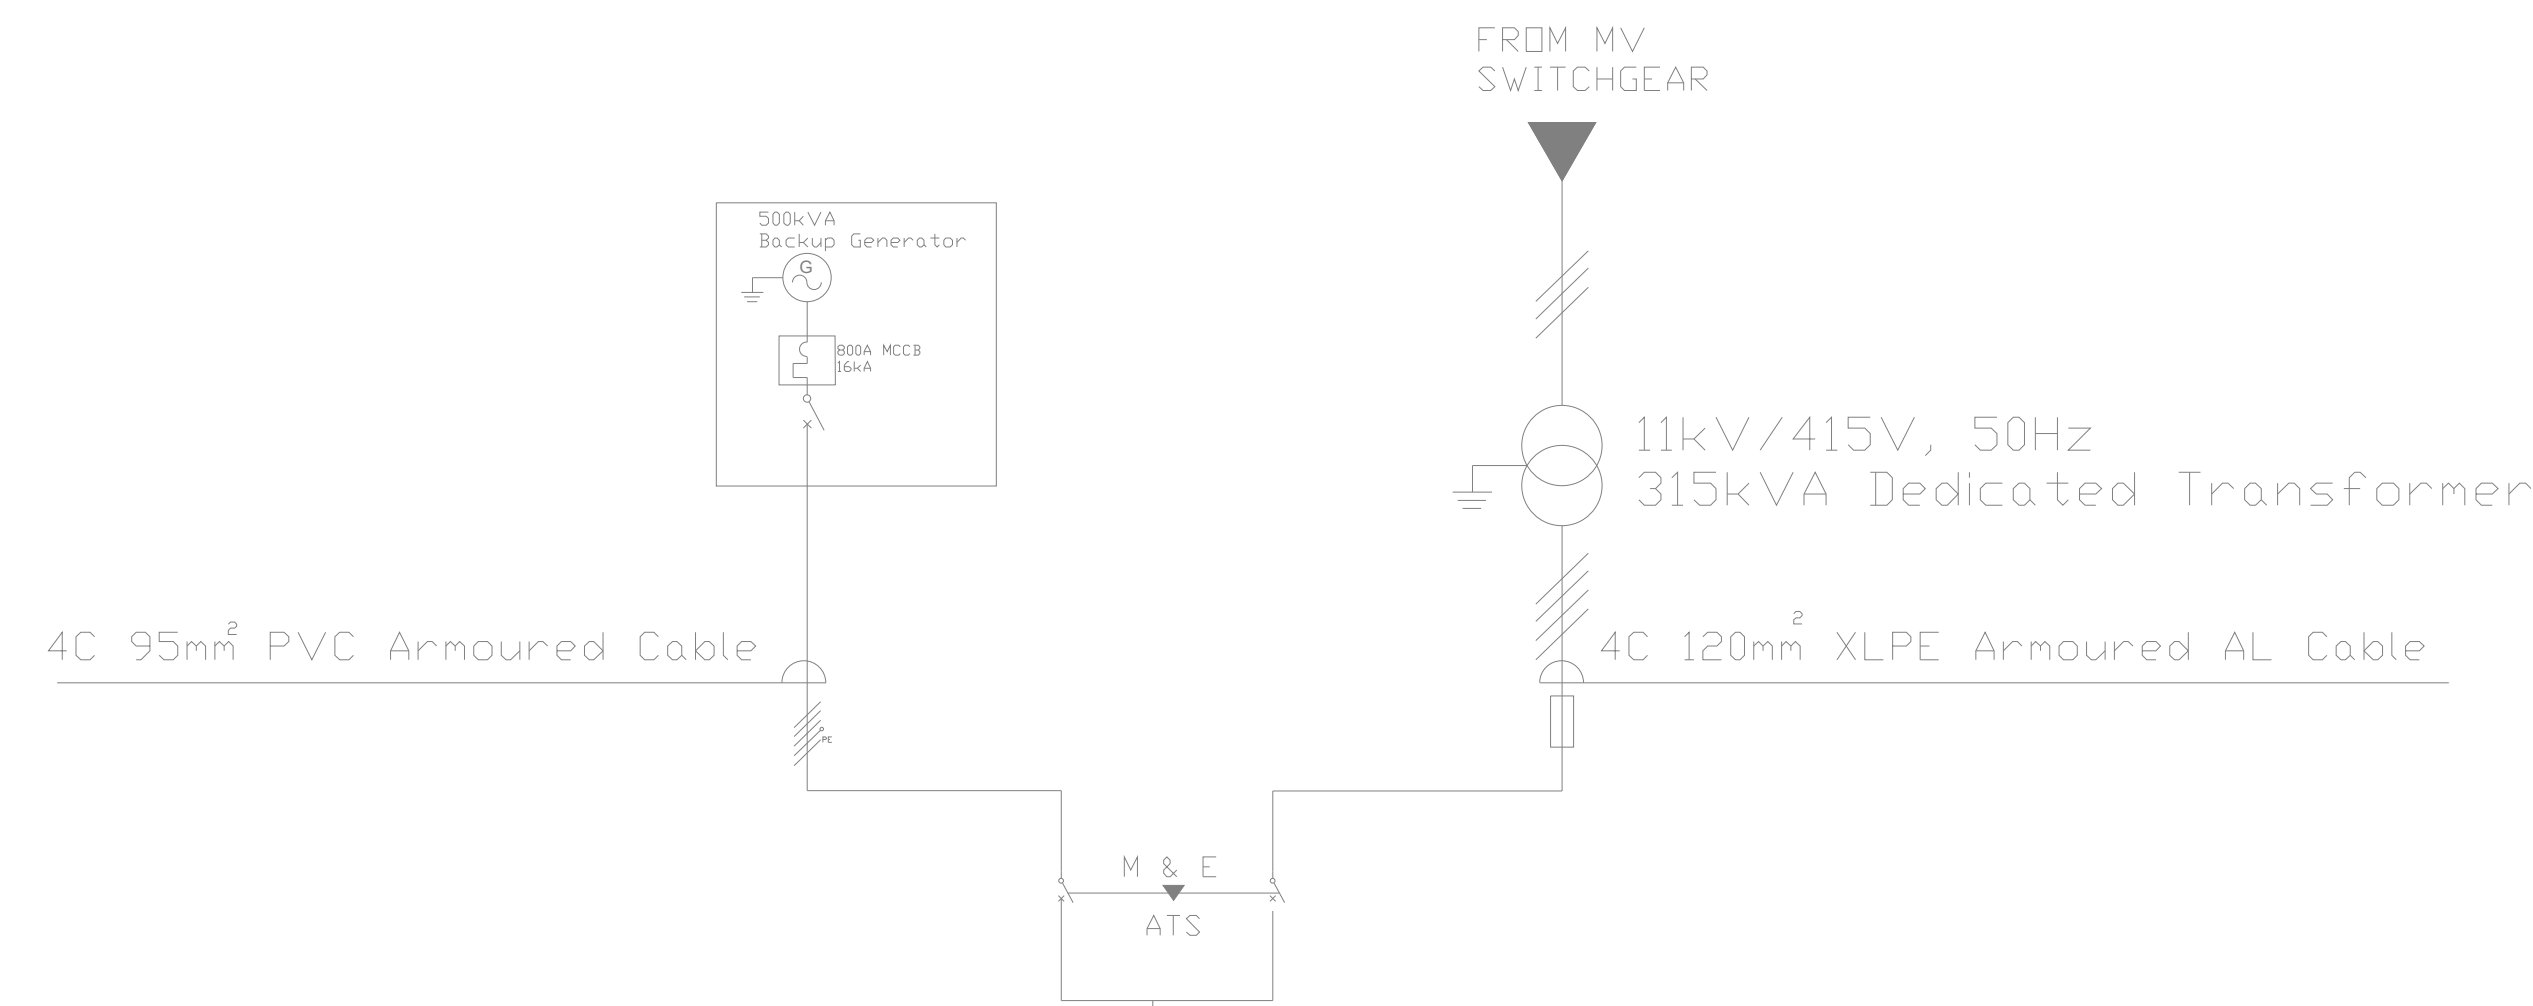 FROM MV
SWITCHGEAR
500kVA
Backup Generator
G
800A MCCB
16kA
11kV/415V, 50Hz
315kVA Dedicated Transformer
4C 95mm² PVC Armoured Cable
4C 120mm² XLPE Armoured AL Cable
PE
M & E
ATS